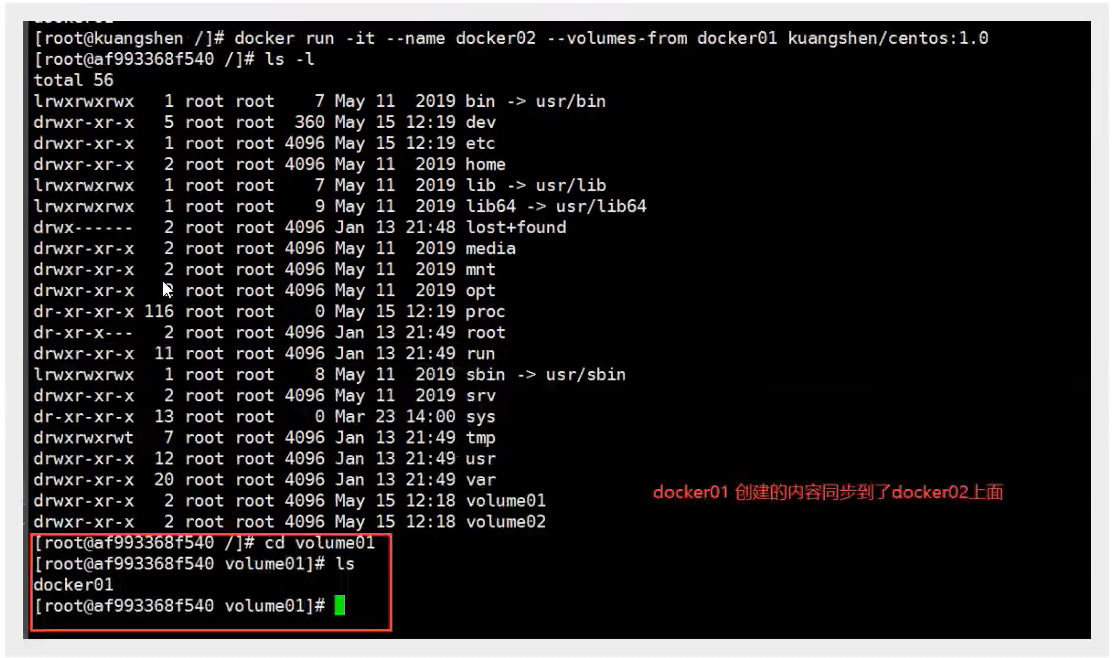 [root@kuangshen /]# docker run -it --name docker02 --volumes-from docker01 kuangshen/centos:1.0
[root@af993368f540 /]# ls -l
total 56
lrwxrwxrwx   1 root root    7 May 11  2019 bin -> usr/bin
drwxr-xr-x   5 root root  360 May 15 12:19 dev
drwxr-xr-x   1 root root 4096 May 15 12:19 etc
drwxr-xr-x   2 root root 4096 May 11  2019 home
lrwxrwxrwx   1 root root    7 May 11  2019 lib -> usr/lib
lrwxrwxrwx   1 root root    9 May 11  2019 lib64 -> usr/lib64
drwx------   2 root root 4096 Jan 13 21:48 lost+found
drwxr-xr-x   2 root root 4096 May 11  2019 media
drwxr-xr-x   2 root root 4096 May 11  2019 mnt
drwxr-xr-x     root root 4096 May 11  2019 opt
dr-xr-xr-x 116 root root    0 May 15 12:19 proc
dr-xr-x---   2 root root 4096 Jan 13 21:49 root
drwxr-xr-x  11 root root 4096 Jan 13 21:49 run
lrwxrwxrwx   1 root root    8 May 11  2019 sbin -> usr/sbin
drwxr-xr-x   2 root root 4096 May 11  2019 srv
dr-xr-xr-x  13 root root    0 Mar 23 14:00 sys
drwxrwxrwt   7 root root 4096 Jan 13 21:49 tmp
drwxr-xr-x  12 root root 4096 Jan 13 21:49 usr
drwxr-xr-x  20 root root 4096 Jan 13 21:49 var
docker01 创建的内容同步到了docker02上面
drwxr-xr-x   2 root root 4096 May 15 12:18 volume01
drwxr-xr-x   2 root root 4096 May 15 12:18 volume02
[root@af993368f540 /]# cd volume01
[root@af993368f540 volume01]# ls
docker01
[root@af993368f540 volume01]#